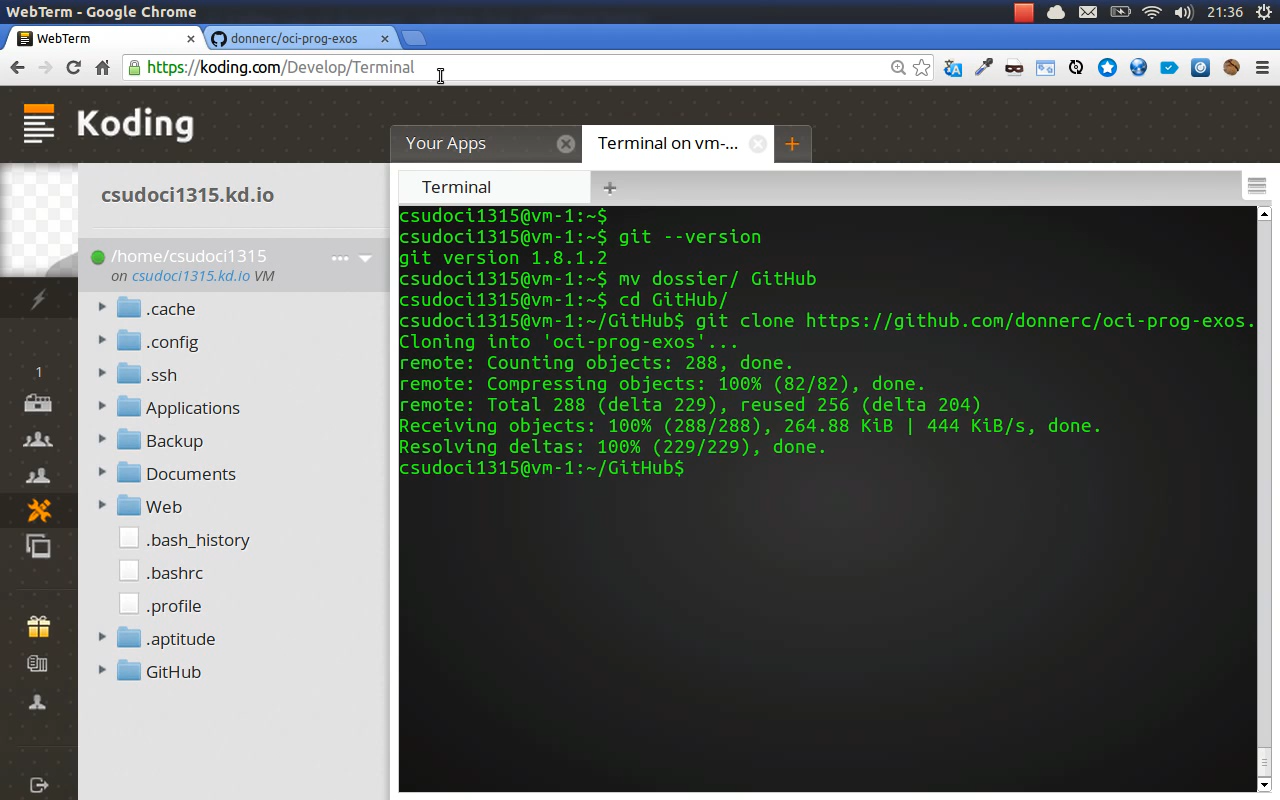 WebTerm - Google Chrome
21:36
WebTerm
donnerc/oci-prog-exos
https://koding.com/Develop/Terminal
Koding
Your Apps
Terminal on vm-...
csudoci1315.kd.io
/home/csudoci1315
on csudoci1315.kd.io VM
.cache
.config
.ssh
Applications
Backup
Documents
Web
.bash_history
.bashrc
.profile
.aptitude
GitHub
1
Terminal
csudoci1315@vm-1:~$
csudoci1315@vm-1:~$ git --version
git version 1.8.1.2
csudoci1315@vm-1:~$ mv dossier/ GitHub
csudoci1315@vm-1:~$ cd GitHub/
csudoci1315@vm-1:~/GitHub$ git clone https://github.com/donnerc/oci-prog-exos.
Cloning into 'oci-prog-exos'...
remote: Counting objects: 288, done.
remote: Compressing objects: 100% (82/82), done.
remote: Total 288 (delta 229), reused 256 (delta 204)
Receiving objects: 100% (288/288), 264.88 KiB | 444 KiB/s, done.
Resolving deltas: 100% (229/229), done.
csudoci1315@vm-1:~/GitHub$